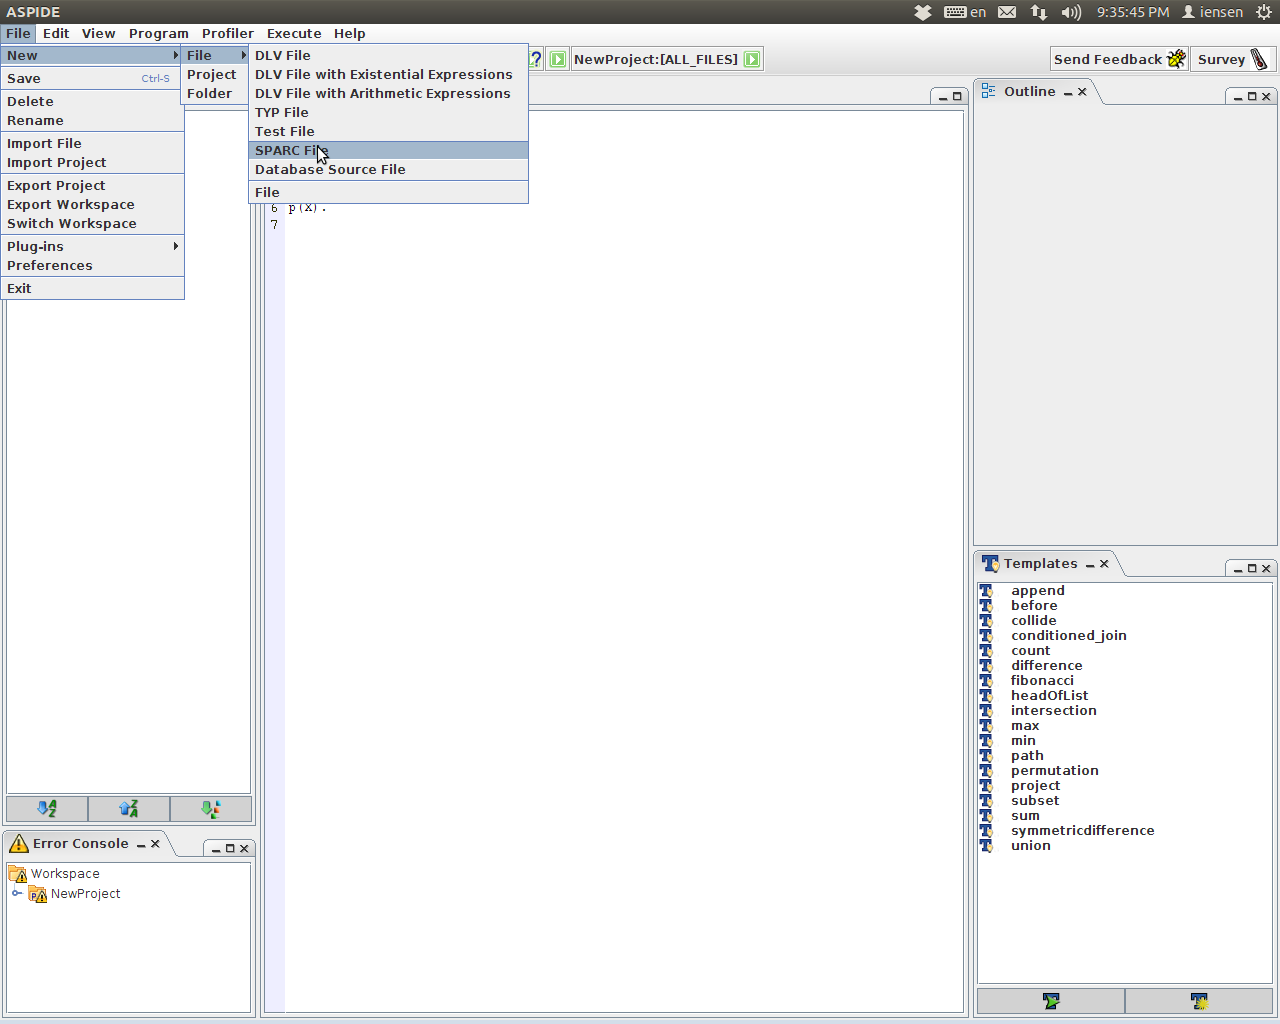 ASPIDE
en
9:35:45 PM
jensen
File Edit View Program Profiler Execute Help
New
Save Ctrl-S
Delete
Rename
Import File
Import Project
Export Project
Export Workspace
Switch Workspace
Plug-ins
Preferences
Exit
File
Project
Folder
DLV File
DLV File with Existential Expressions
DLV File with Arithmetic Expressions
TYP File
Test File
SPARC File
Database Source File
File
NewProject:[ALL_FILES]
Send Feedback
Survey
6 p(X).
7
Outline
Templates
append
before
collide
conditioned_join
count
difference
fibonacci
headOfList
intersection
max
min
path
permutation
project
subset
sum
symmetricdifference
union
Error Console
Workspace
NewProject